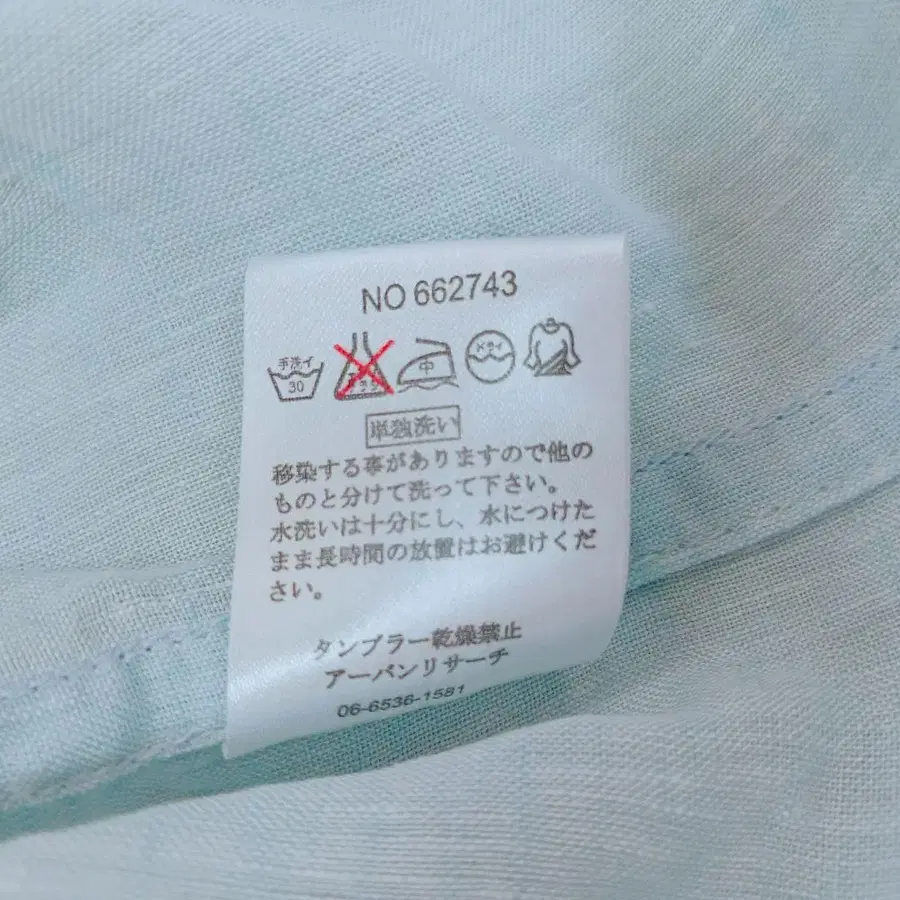 NO 662743
手洗イ 30 中 ドライ
単独洗い
移染する事がありますので他の
ものと分けて洗って下さい。
水洗いは十分にし、水につけた
まま長時間の放置はお避けくだ
さい。
タンブラー乾燥禁止
アーバンリサーチ
06-6536-1581